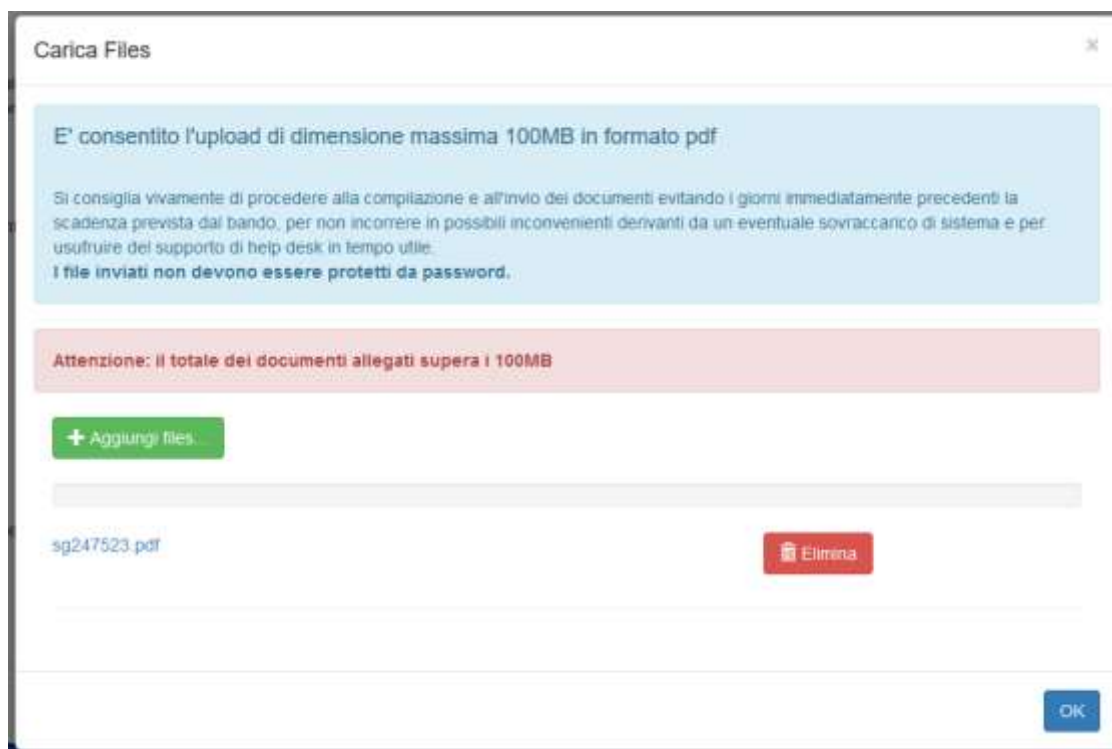 Carica Files
×
E' consentito l'upload di dimensione massima 100MB in formato pdf
Si consiglia vivamente di procedere alla compilazione e all'invio dei documenti evitando i giorni immediatamente precedenti la
scadenza prevista dal bando, per non incorrere in possibili inconvenienti derivanti da un eventuale sovraccarico di sistema e per
usufruire del supporto di help desk in tempo utile.
I file inviati non devono essere protetti da password.
Attenzione: il totale dei documenti allegati supera i 100MB
+ Aggiungi files...
sg247523.pdf
Elimina
OK